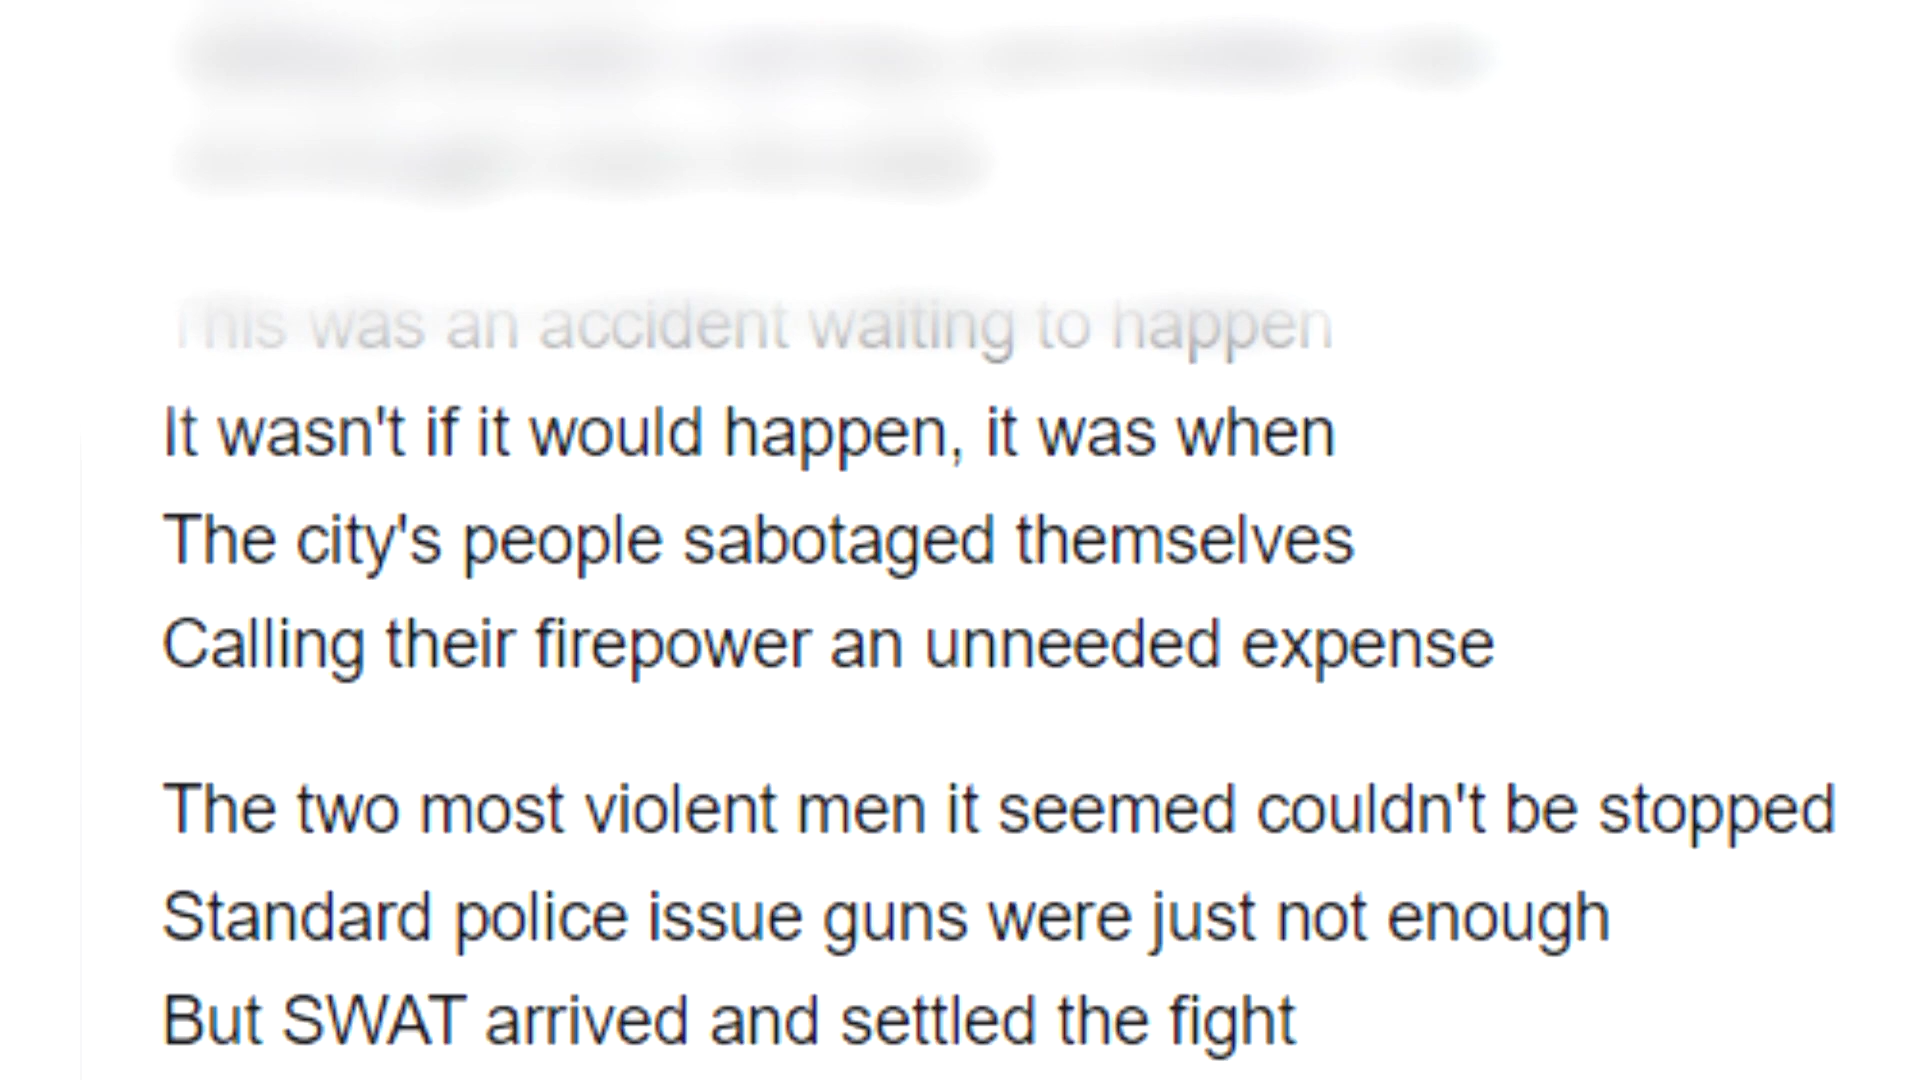 This was an accident waiting to happen
It wasn't if it would happen, it was when
The city's people sabotaged themselves
Calling their firepower an unneeded expense
The two most violent men it seemed couldn't be stopped
Standard police issue guns were just not enough
But SWAT arrived and settled the fight